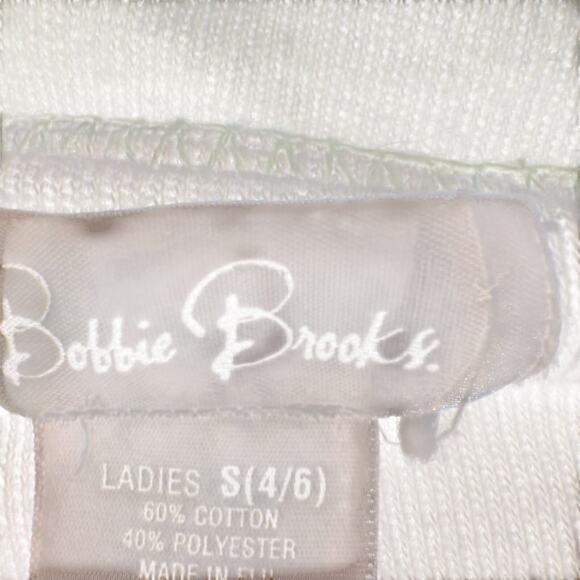 Bobbie Brooks.
LADIES S(4/6)
60% COTTON
40% POLYESTER
MADE IN